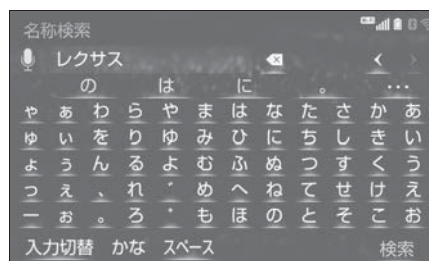 名称検索
レクサス
の は に 。 …
ゃ ぁ わ ら や ま は な た さ か あ
ゅ ぃ を り ゆ み ひ に ち し き い
ょ ぅ ん る よ む ふ ぬ つ す く う
っ ぇ 、 れ ゛ め へ ね て せ け え
ー ぉ 。 ろ ゜ も ほ の と そ こ お
入力切替 かな スペース 検索